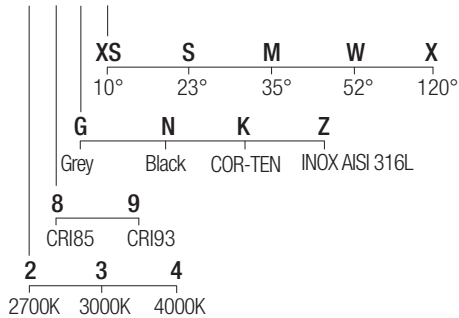 XS S M W X
10° 23° 35° 52° 120°
G N K Z
Grey Black COR-TEN INOX AISI 316L
8 9
CRI85 CRI93
2 3 4
2700K 3000K 4000K